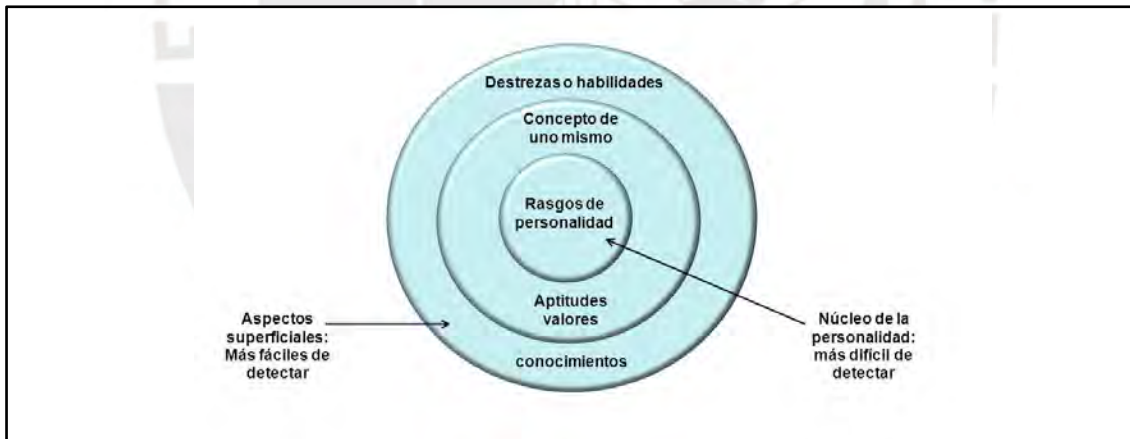 Destrezas o habilidades
Concepto de
uno mismo
Rasgos de
personalidad
Aptitudes
valores
conocimientos
Aspectos
superficiales:
Más fáciles de
detectar
Núcleo de la
personalidad:
más difícil de
detectar